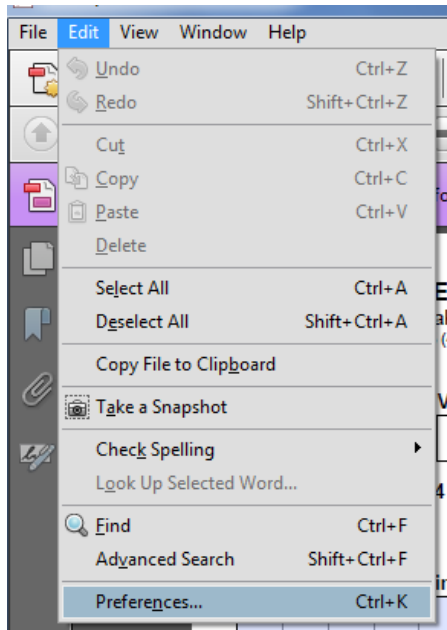 File Edit View Window Help
Undo Ctrl+Z
Redo Shift+Ctrl+Z
Cut Ctrl+X
Copy Ctrl+C
Paste Ctrl+V
Delete
Select All Ctrl+A
Deselect All Shift+Ctrl+A
Copy File to Clipboard
Take a Snapshot
Check Spelling
Look Up Selected Word...
Find Ctrl+F
Advanced Search Shift+Ctrl+F
Preferences... Ctrl+K